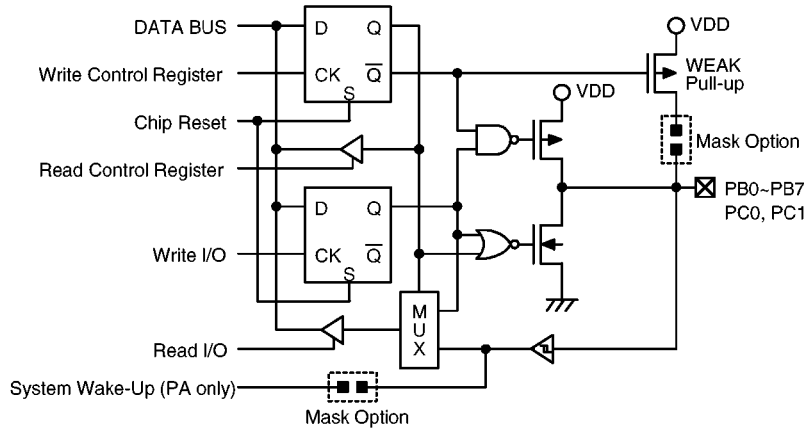 DATA BUS
D
Q
VDD
Write Control Register
CK
Q
WEAK
Pull-up
S
VDD
Chip Reset
Mask Option
Read Control Register
D
Q
PB0~PB7
PC0, PC1
Write I/O
CK
Q
S
M
U
X
Read I/O
System Wake-Up (PA only)
Mask Option